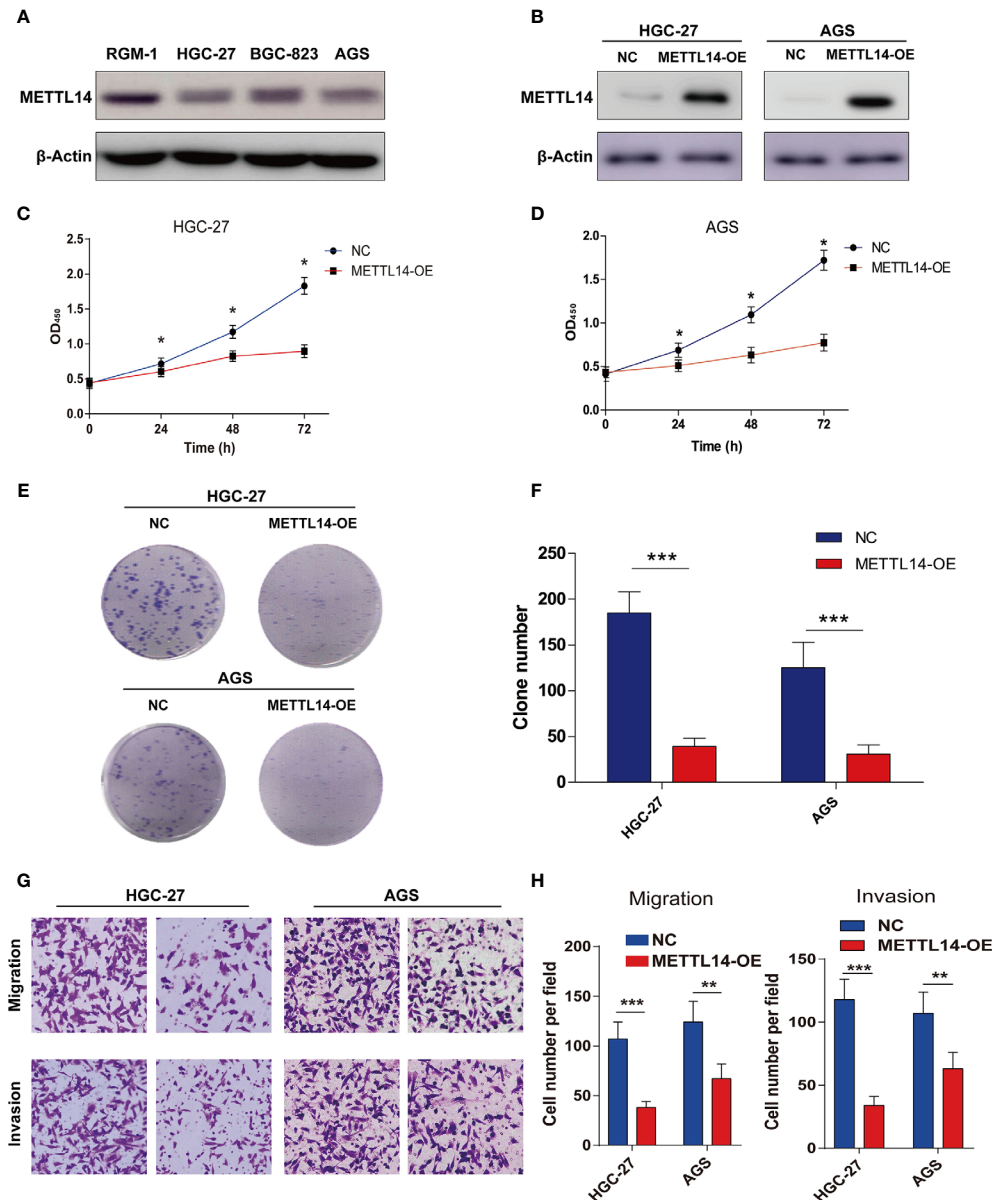 A
RGM-1 HGC-27 BGC-823 AGS
METTL14
β-Actin
B
HGC-27 AGS
NC METTL14-OE NC METTL14-OE
METTL14
β-Actin
C
HGC-27
2.5
2.0
1.5
1.0
0.5
0.0
OD450
0 24 48 72
Time (h)
* * *
NC
METTL14-OE
D
AGS
2.0
1.5
1.0
0.5
0.0
OD450
0 24 48 72
Time (h)
* * *
NC
METTL14-OE
E
HGC-27
NC METTL14-OE
AGS
NC METTL14-OE
F
NC
METTL14-OE
250
200
150
100
50
0
Clone number
*** ***
HGC-27 AGS
G
HGC-27 AGS
Migration
Invasion
H
Migration
NC
METTL14-OE
200
150
100
50
0
Cell number per field
*** **
HGC-27 AGS
Invasion
NC
METTL14-OE
150
100
50
0
Cell number per field
*** **
HGC-27 AGS